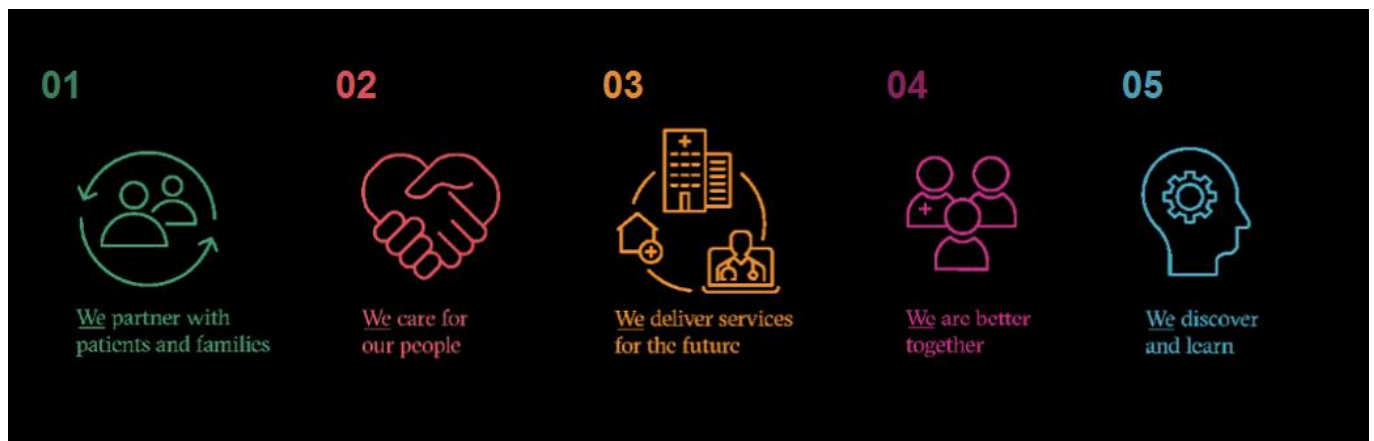 01
We partner with
patients and families
02
We care for
our people
03
We deliver services
for the future
04
We are better
together
05
We discover
and learn